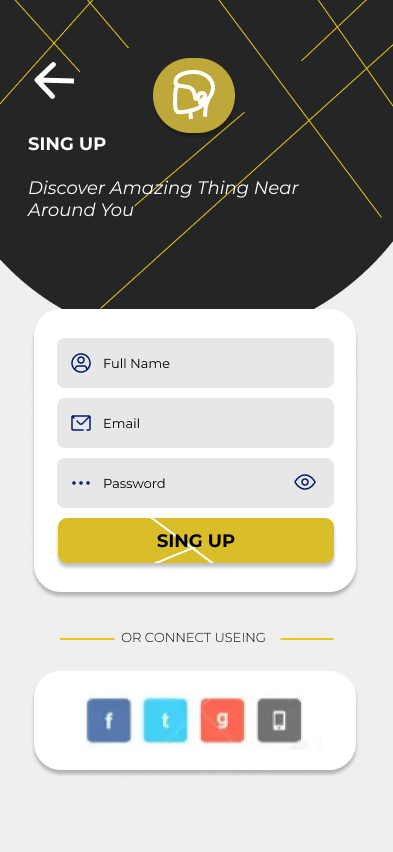 SING UP
Discover Amazing Thing Near
Around You
Full Name
Email
Password
SING UP
OR CONNECT USEING
f t g